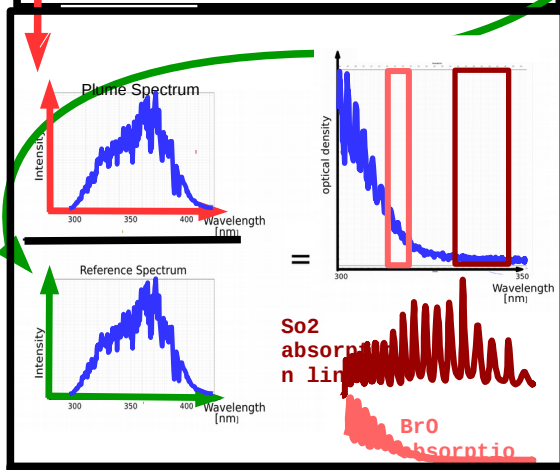 Plume Spectrum
Intensity
300 350 400
Wavelength
[nm]
Reference Spectrum
Intensity
300 350 400
Wavelength
[nm]
=
optical density
300
350
Wavelength
[nm]
So2
absorptio
n lin
BrO
absorptio